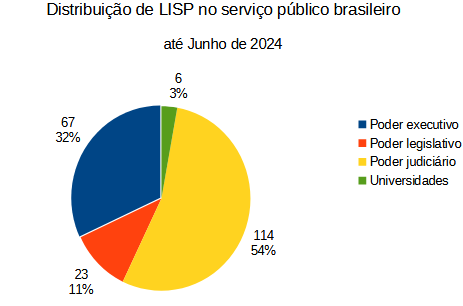 Distribuição de LISP no serviço público brasileiro
até Junho de 2024
6
3%
67
32%
Poder executivo
Poder legislativo
Poder judiciário
Universidades
114
54%
23
11%